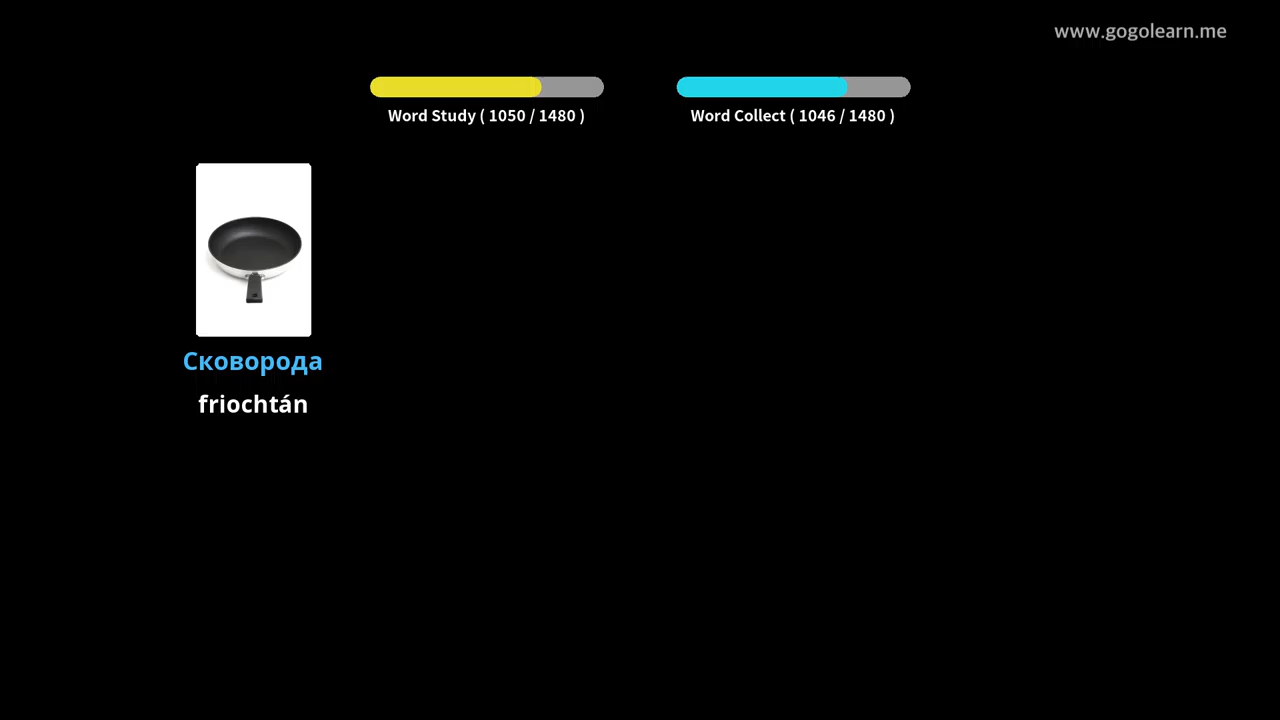 www.gogolearn.me
Word Study ( 1050 / 1480 )
Word Collect ( 1046 / 1480 )
Сковорода
friochtán